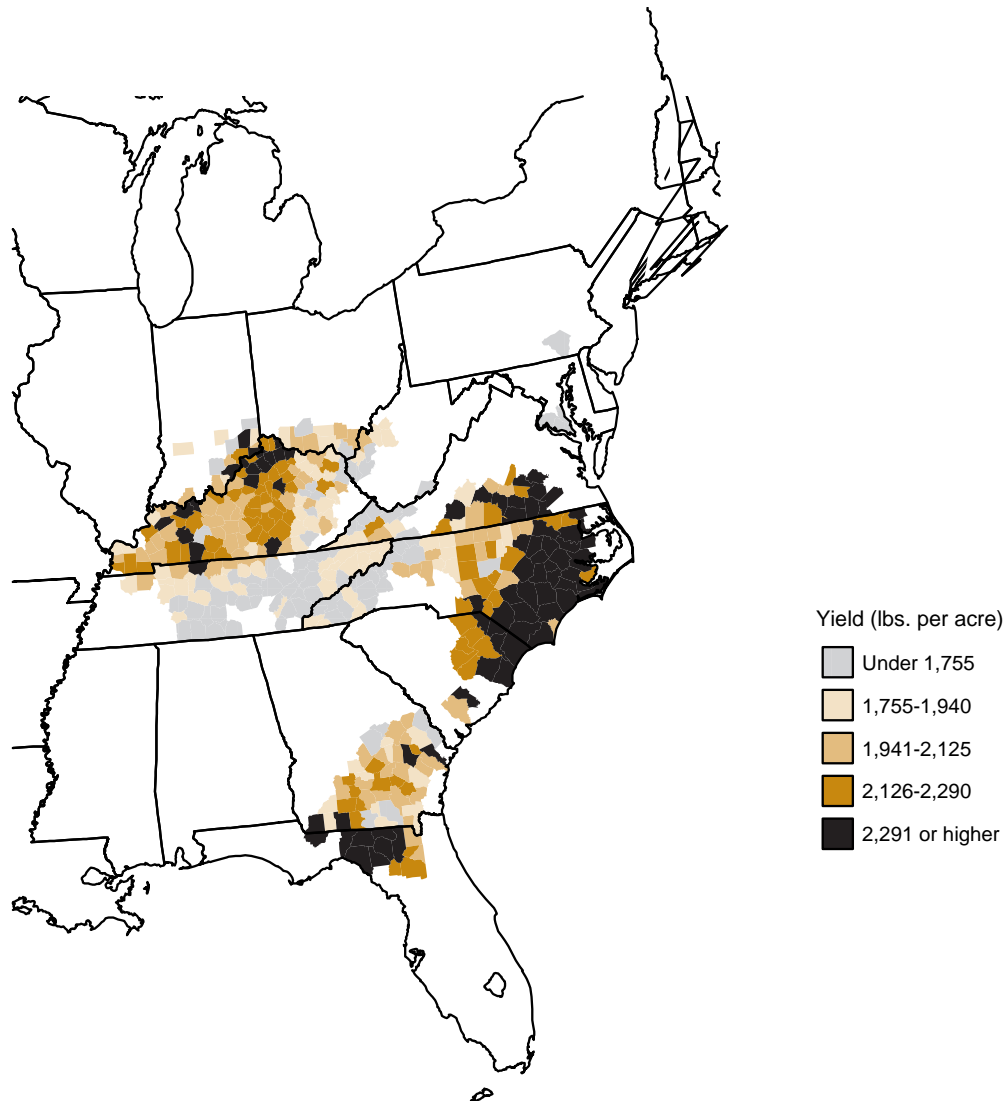 Yield (lbs. per acre)
Under 1,755
1,755-1,940
1,941-2,125
2,126-2,290
2,291 or higher